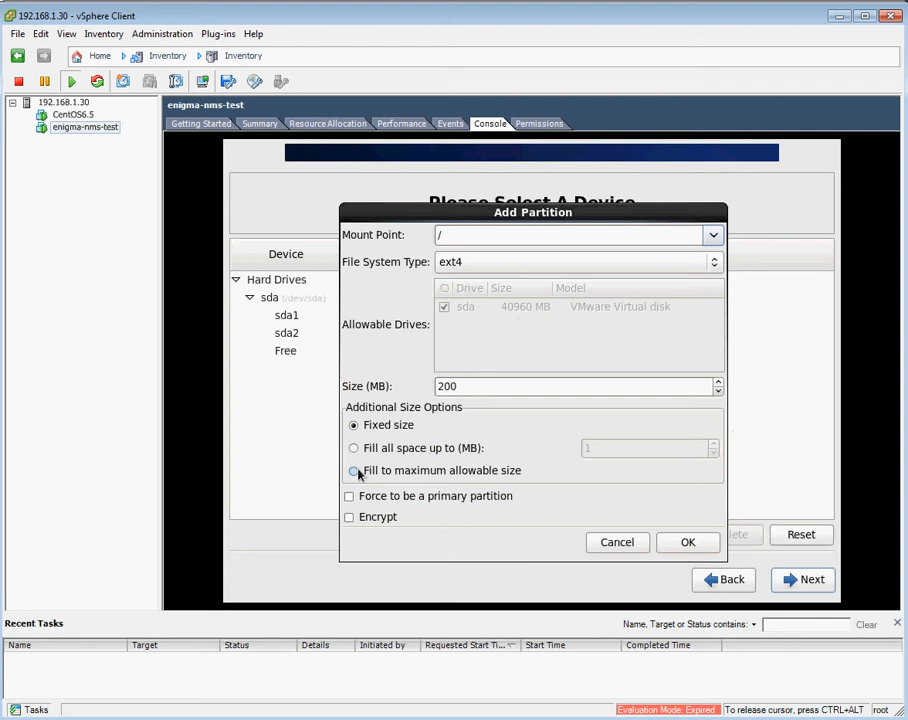 192.168.1.30 - vSphere Client
File Edit View Inventory Administration Plug-ins Help
Home Inventory Inventory
192.168.1.30
CentOS6.5
enigma-nms-test
enigma-nms-test
Getting Started Summary Resource Allocation Performance Events Console Permissions
Please Select A Device
Add Partition
Mount Point: /
File System Type: ext4
Device
Hard Drives
sda (/dev/sda)
sda1
sda2
Free
Drive Size Model
sda 40960 MB VMware Virtual disk
Allowable Drives:
Size (MB): 200
Additional Size Options
Fixed size
Fill all space up to (MB): 1
Fill to maximum allowable size
Force to be a primary partition
Encrypt
Cancel OK
lete Reset
Back Next
Recent Tasks Name, Target or Status contains: Clear
Name Target Status Details Initiated by Requested Start Ti... Start Time Completed Time
Tasks Evaluation Mode: Expired To release cursor, press CTRL+ALT root